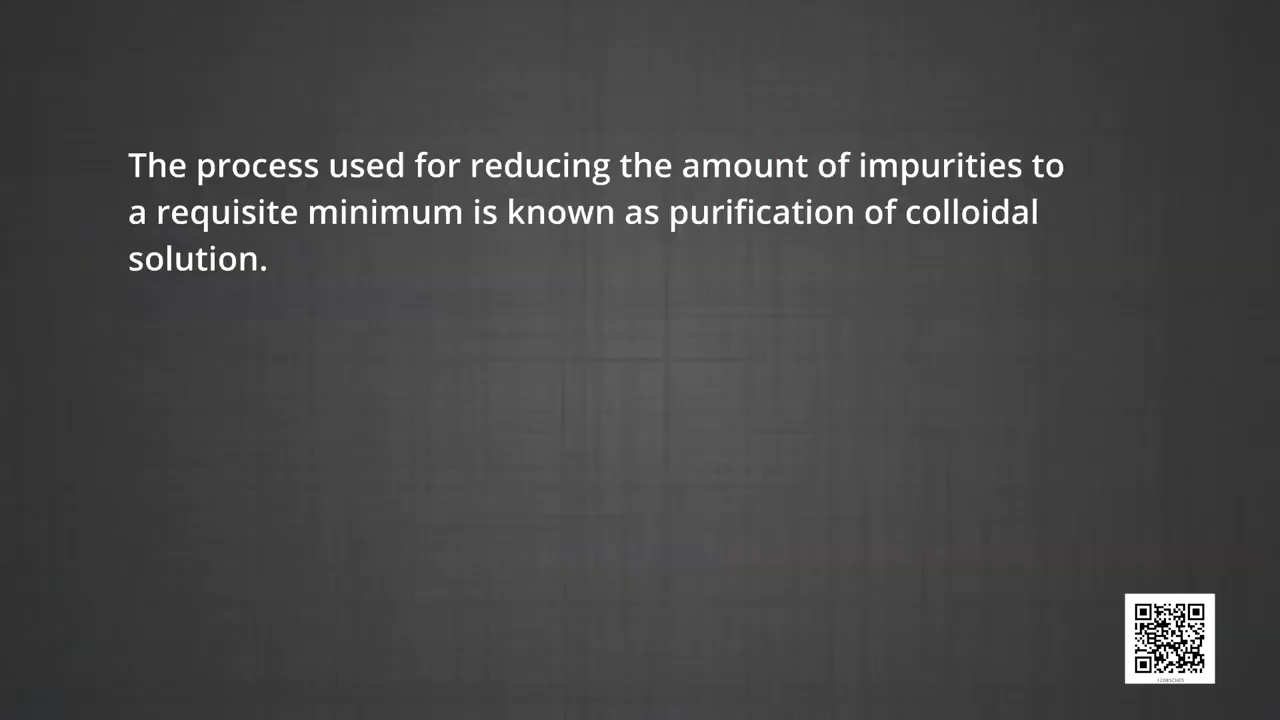 The process used for reducing the amount of impurities to
a requisite minimum is known as purification of colloidal
solution.